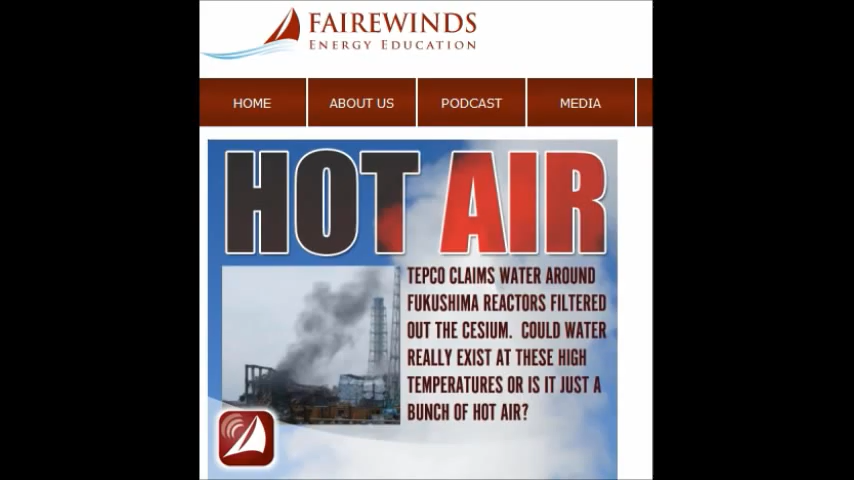 FAIREWINDS
ENERGY EDUCATION
HOME ABOUT US PODCAST MEDIA
HOT AIR
TEPCO CLAIMS WATER AROUND
FUKUSHIMA REACTORS FILTERED
OUT THE CESIUM. COULD WATER
REALLY EXIST AT THESE HIGH
TEMPERATURES OR IS IT JUST A
BUNCH OF HOT AIR?